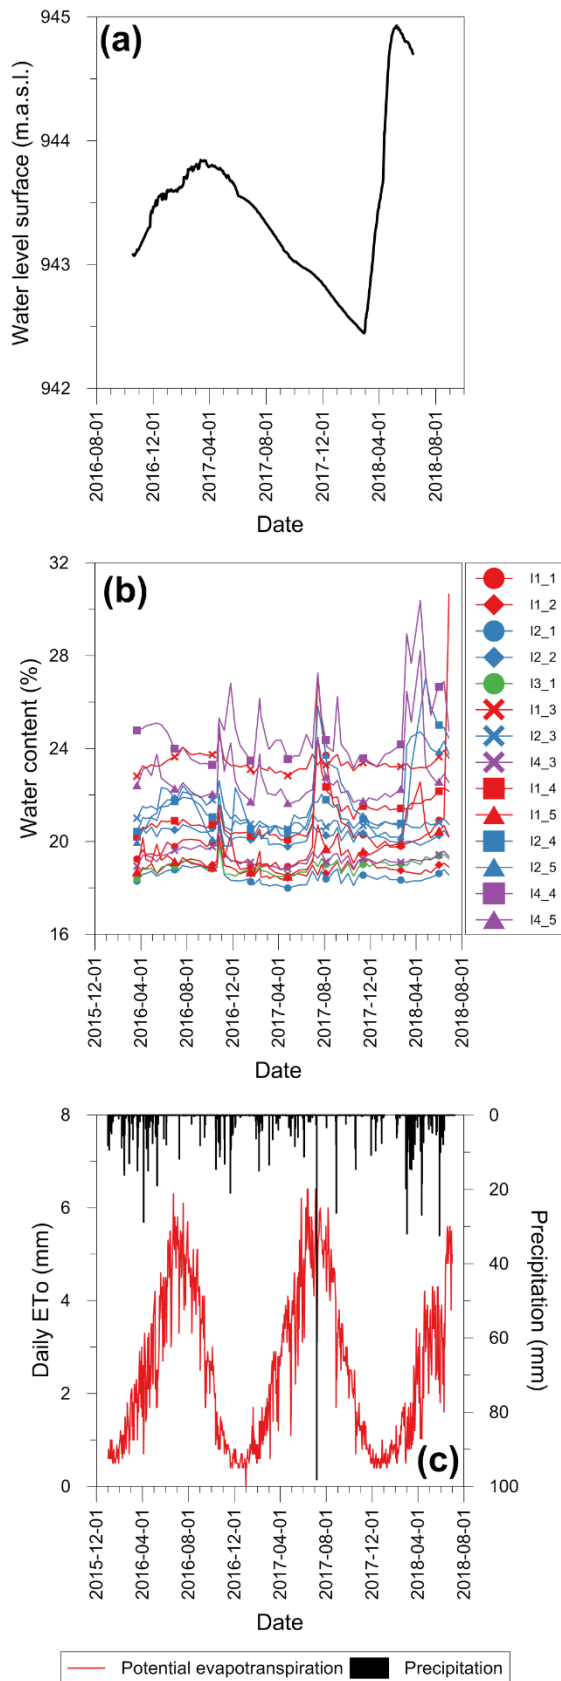 (a)
Water level surface (m.a.s.l.)
945
944
943
942
2016-08-01
2016-12-01
2017-04-01
2017-08-01
2017-12-01
2018-04-01
2018-08-01
Date
(b)
Water content (%)
32
28
24
20
16
2015-12-01
2016-04-01
2016-08-01
2016-12-01
2017-04-01
2017-08-01
2017-12-01
2018-04-01
2018-08-01
Date
I1_1
I1_2
I2_1
I2_2
I3_1
I1_3
I2_3
I4_3
I1_4
I1_5
I2_4
I2_5
I4_4
I4_5
Daily ETo (mm)
8
6
4
2
0
0
20
40
60
80
100
Precipitation (mm)
(c)
2015-12-01
2016-04-01
2016-08-01
2016-12-01
2017-04-01
2017-08-01
2017-12-01
2018-04-01
2018-08-01
Date
Potential evapotranspiration
Precipitation